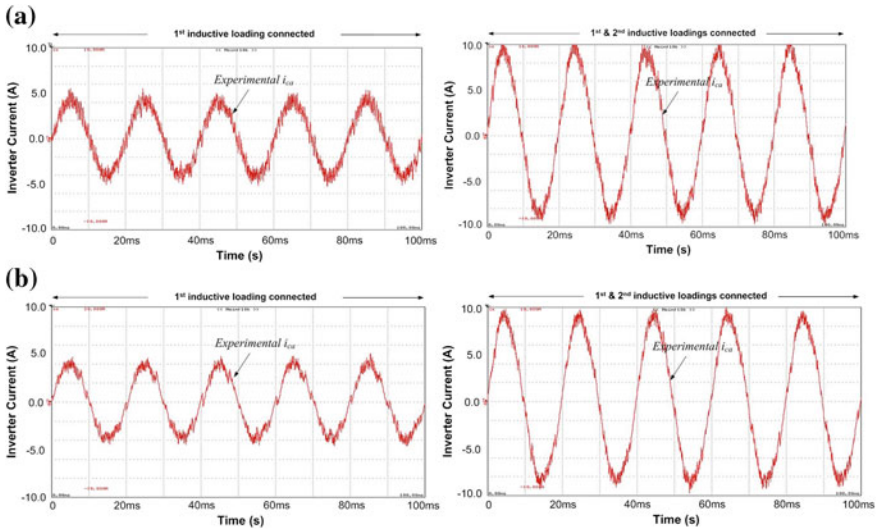 (a)
1st inductive loading connected
10.0
5.0
0.0
-5.0
-10.0
Inverter Current (A)
Experimental ica
0
20ms
40ms
60ms
80ms
100ms
Time (s)
1st & 2nd inductive loading connected
10.0
5.0
0.0
-5.0
-10.0
Inverter Current (A)
Experimental ica
0
20ms
40ms
60ms
80ms
100ms
Time (s)
(b)
1st inductive loading connected
10.0
5.0
0.0
-5.0
-10.0
Inverter Current (A)
Experimental ica
0
20ms
40ms
60ms
80ms
100ms
Time (s)
1st & 2nd inductive loadings connected
10.0
5.0
0.0
-5.0
-10.0
Inverter Current (A)
Experimental ica
0
20ms
40ms
60ms
80ms
100ms
Time (s)